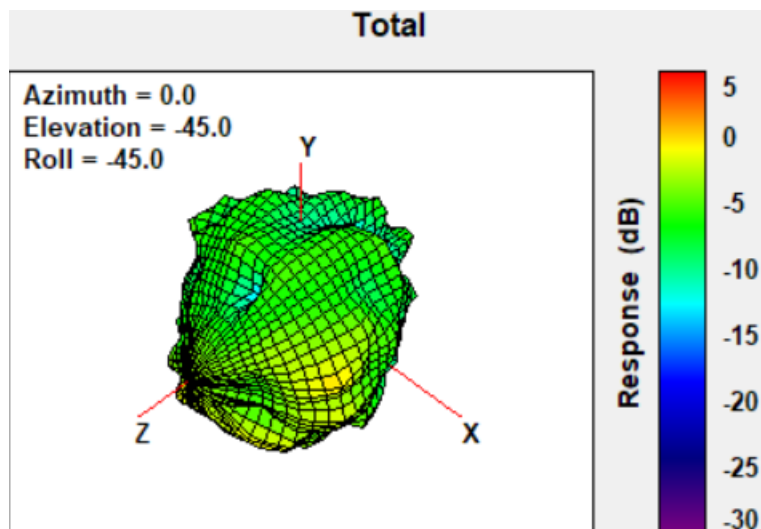 Total
Azimuth = 0.0
Elevation = -45.0
Roll = -45.0
Y
Z
X
5
0
-5
-10
-15
-20
-25
-30
Response (dB)